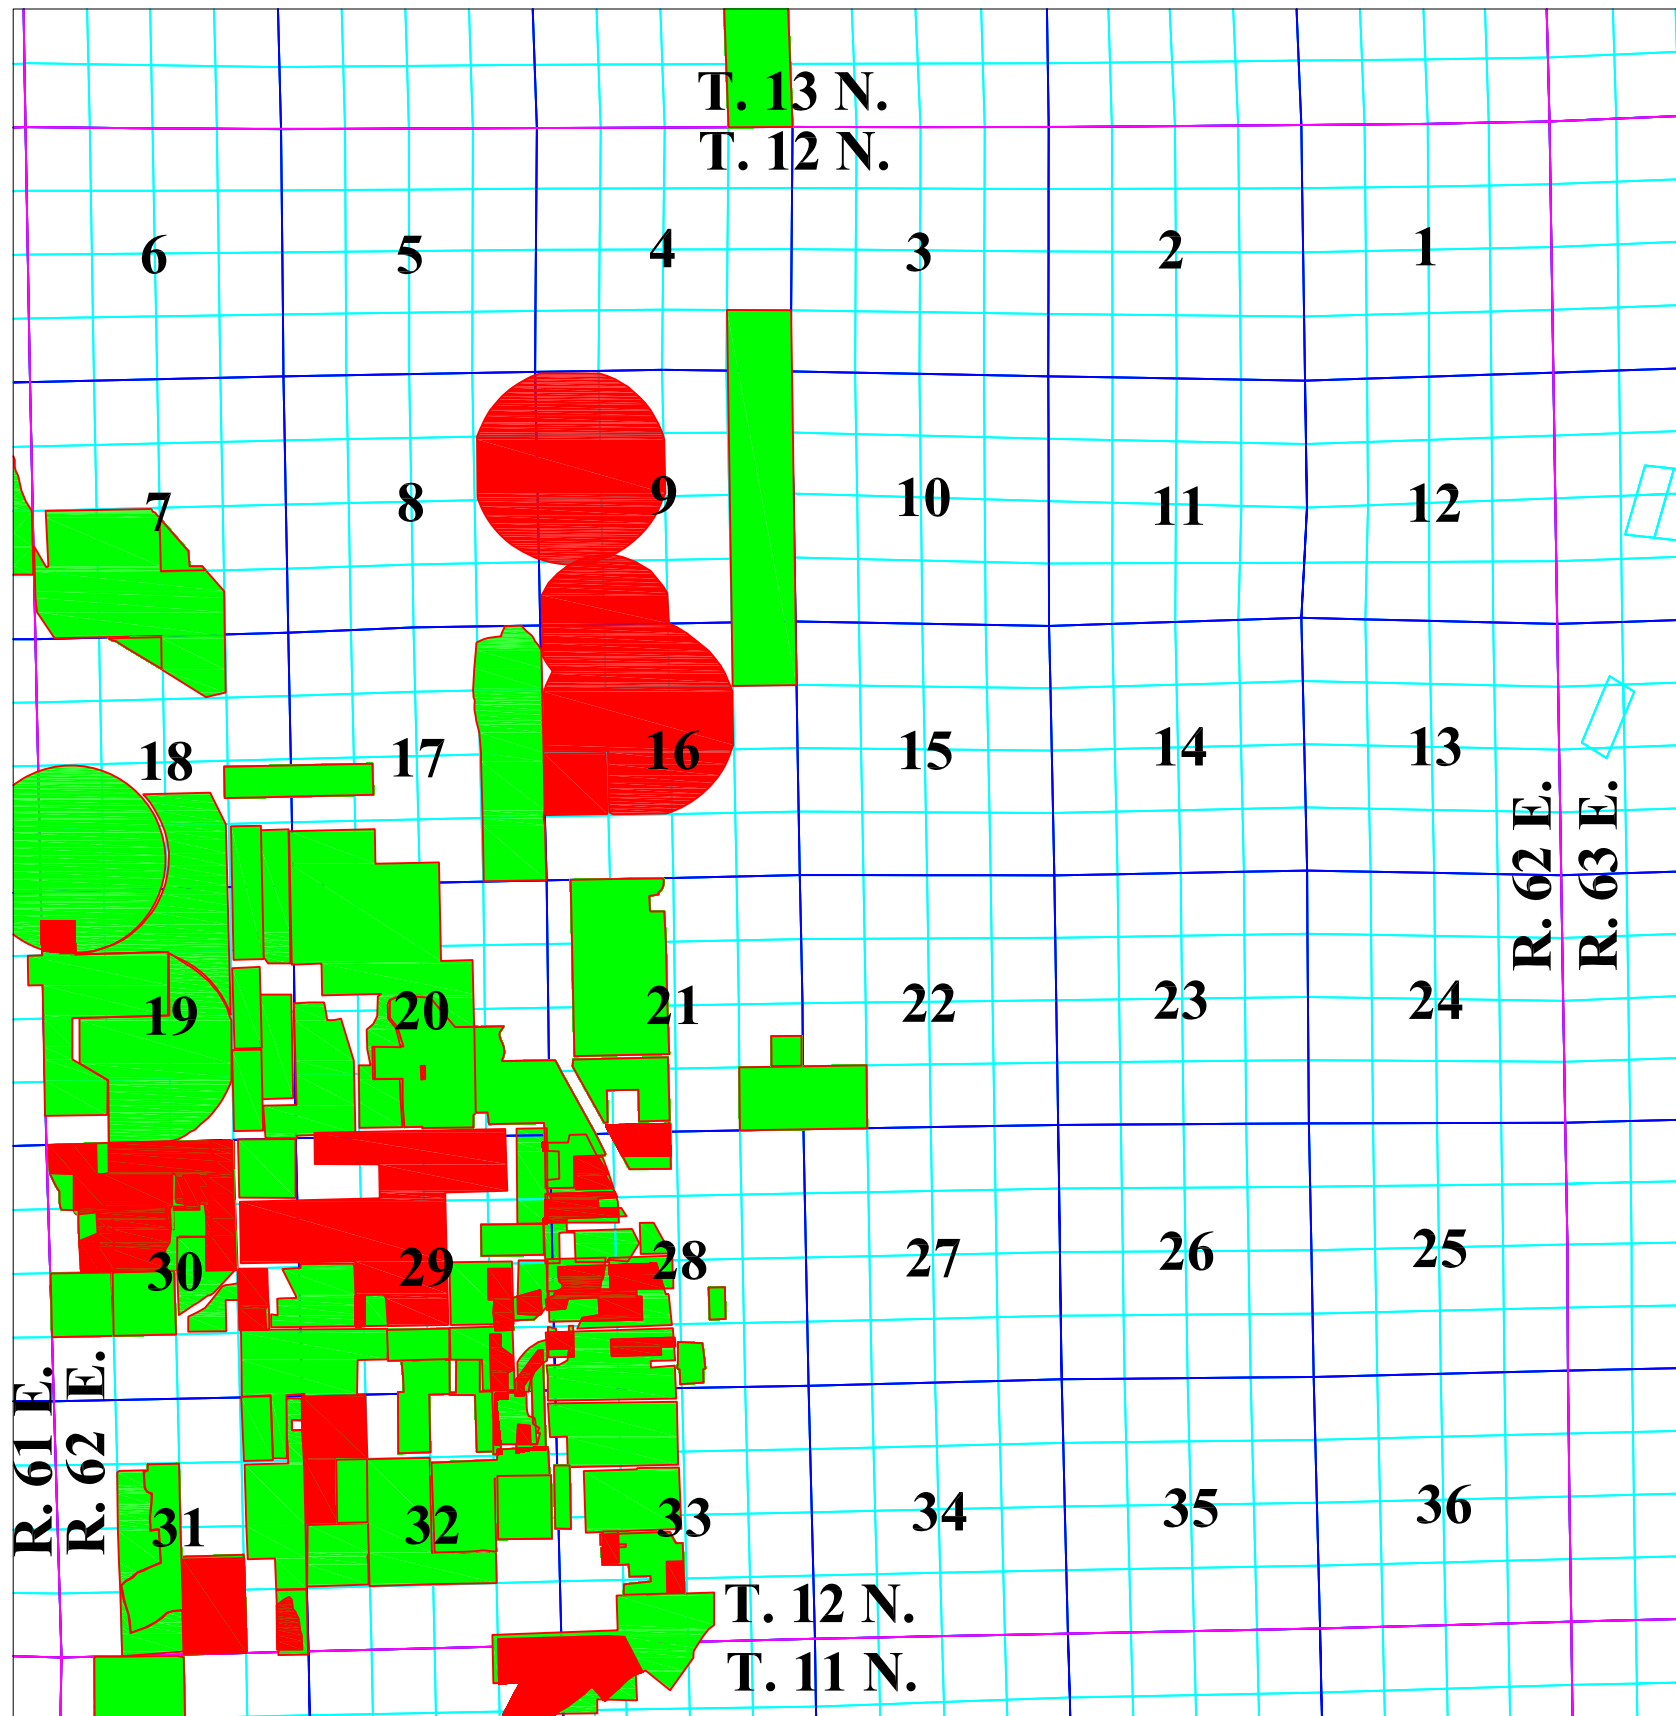 T. 13 N.
T. 12 N.
6 5 4 3 2 1
7 8 9 10 11 12
18 17 16 15 14 13
R. 62 E.
R. 63 E.
19 20 21 22 23 24
30 29 28 27 26 25
R. 61 E.
R. 62 E.
31 32 33 34 35 36
T. 12 N.
T. 11 N.